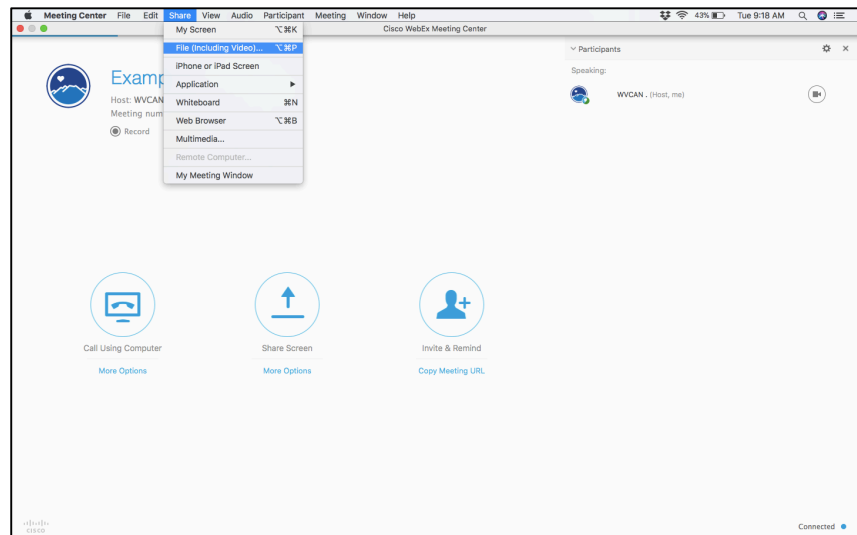 Meeting Center File Edit Share View Audio Participant Meeting Window Help 43% Tue 9:18 AM
Cisco WebEx Meeting Center
My Screen ⌥⌘K
File (Including Video)... ⌥⌘P
iPhone or iPad Screen
Application
Whiteboard ⌘N
Web Browser ⌥⌘B
Multimedia...
Remote Computer...
My Meeting Window
Examp
Host: WVCAN
Meeting num
Record
Participants
Speaking:
WVCAN . (Host, me)
Call Using Computer
More Options
Share Screen
More Options
Invite & Remind
Copy Meeting URL
CISCO
Connected